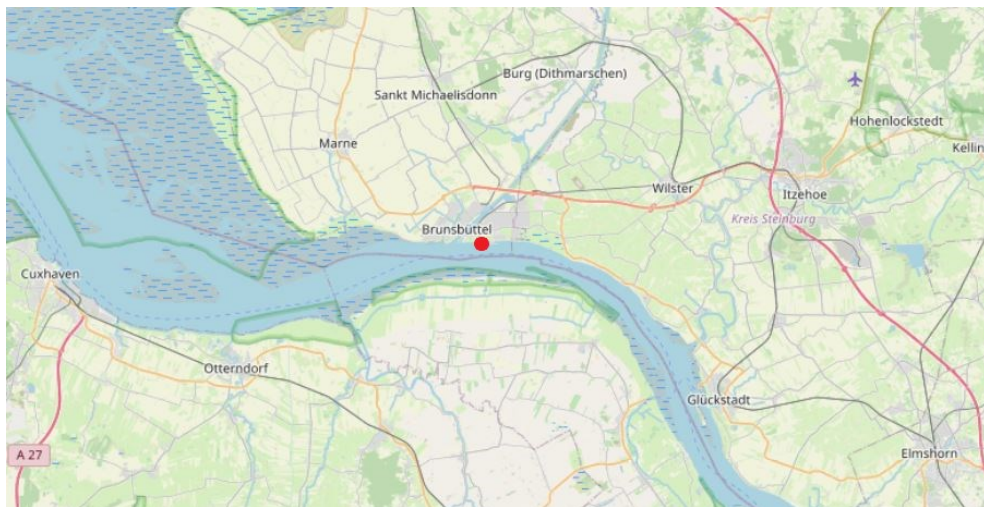 Burg (Dithmarschen)
Sankt Michaelisdonn
Hohenlockstedt
Marne
Kellin
Wilster
Itzehoe
Kreis Steinburg
Brunsbüttel
Cuxhaven
Otterndorf
Glückstadt
A 27
Elmshorn